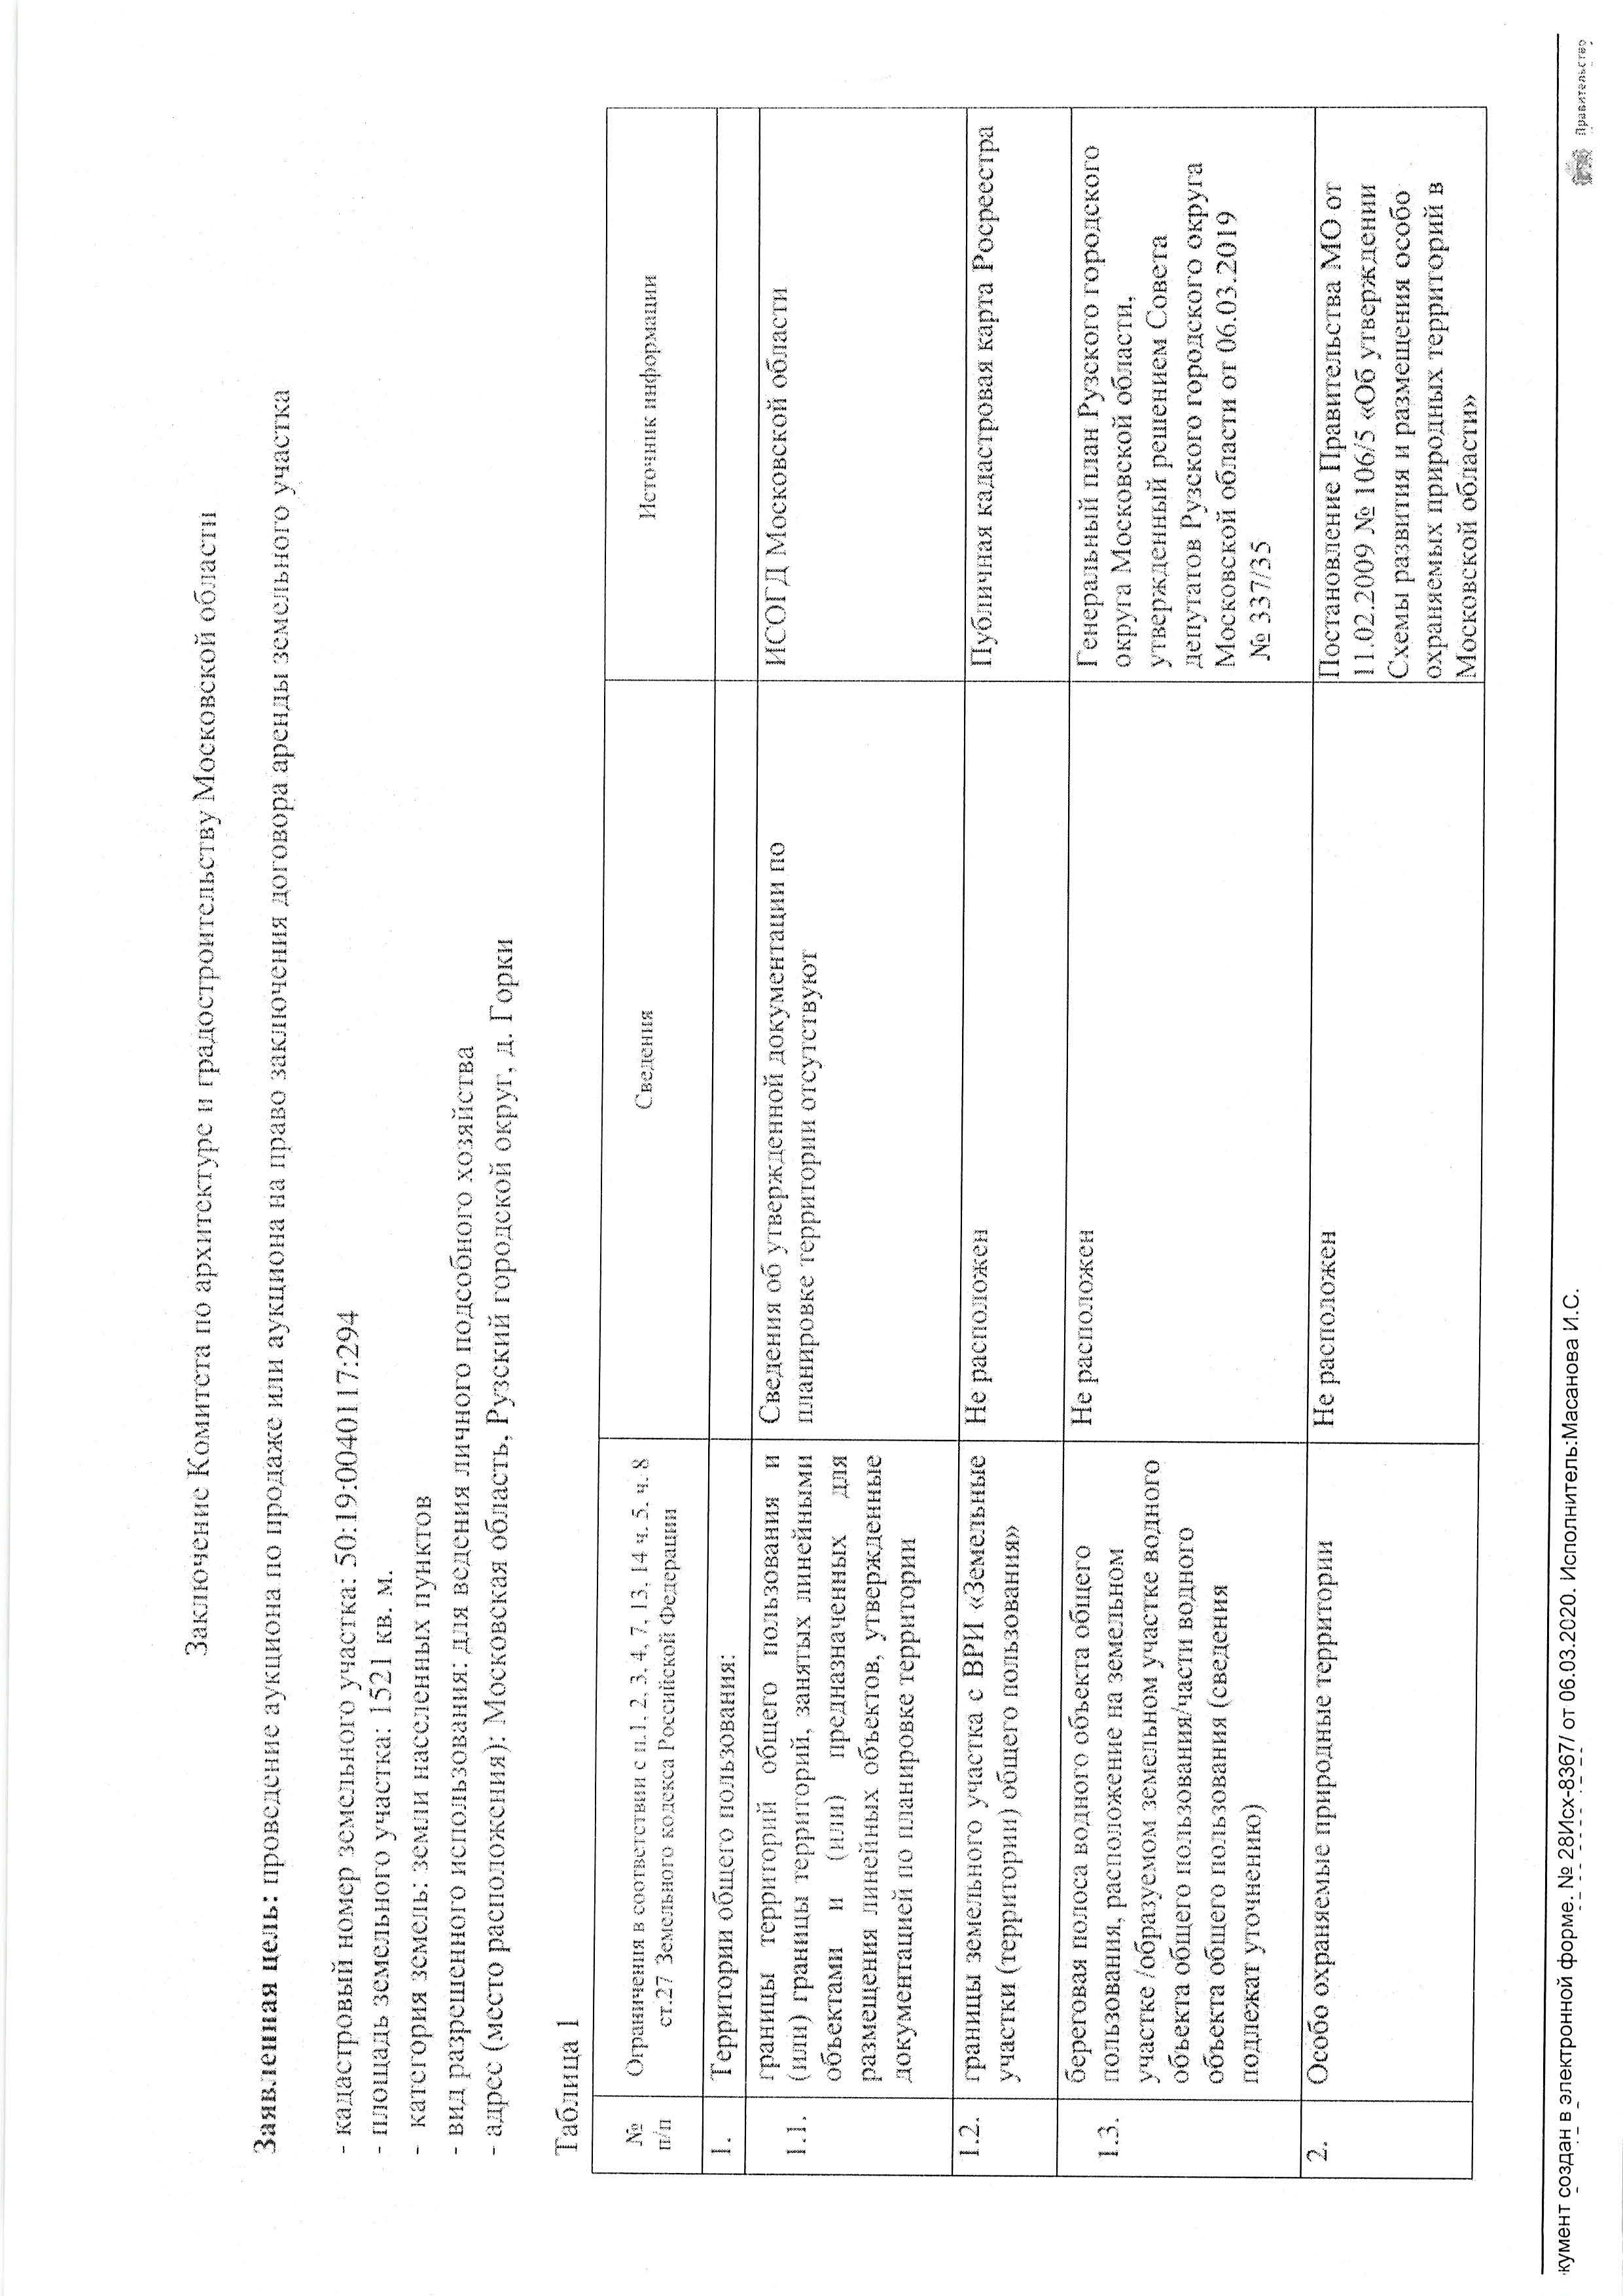 Заключение Комитета по архитектуре и градостроительству Московской области
Заявленная цель: проведение аукциона по продаже или аукциона на право заключения договора аренды земельного участка
- кадастровый номер земельного участка: 50:19:0040117:294
- площадь земельного участка: 1521 кв. м.
- категория земель: земли населенных пунктов
- вид разрешенного использования: для ведения личного подсобного хозяйства
- адрес (место расположения): Московская область, Рузский городской округ, д. Горки
Таблица 1
№
п/п
Ограничения в соответствии с п.1, 2, 3, 4, 7, 13, 14 ч. 5, ч. 8
ст.27 Земельного кодекса Российской Федерации
Сведения
Источник информации
1.
Территории общего пользования:
1.1.
границы территорий общего пользования и
(или) границы территорий, занятых линейными
объектами и (или) предназначенных для
размещения линейных объектов, утвержденные
документацией по планировке территории
Сведения об утвержденной документации по
планировке территории отсутствуют
ИСОГД Московской области
1.2.
границы земельного участка с ВРИ «Земельные
участки (территории) общего пользования»
Не расположен
Публичная кадастровая карта Росреестра
1.3.
береговая полоса водного объекта общего
пользования, расположение на земельном
участке /образуемом земельном участке водного
объекта общего пользования/части водного
объекта общего пользования (сведения
подлежат уточнению)
Не расположен
Генеральный план Рузского городского
округа Московской области,
утвержденный решением Совета
депутатов Рузского городского округа
Московской области от 06.03.2019
№ 337/35
2.
Особо охраняемые природные территории
Не расположен
Постановление Правительства МО от
11.02.2009 № 106/5 «Об утверждении
Схемы развития и размещения особо
охраняемых природных территорий в
Московской области»
кумент создан в электронной форме. № 28Исх-8367/ от 06.03.2020. Исполнитель:Масанова И.С.
Правительство